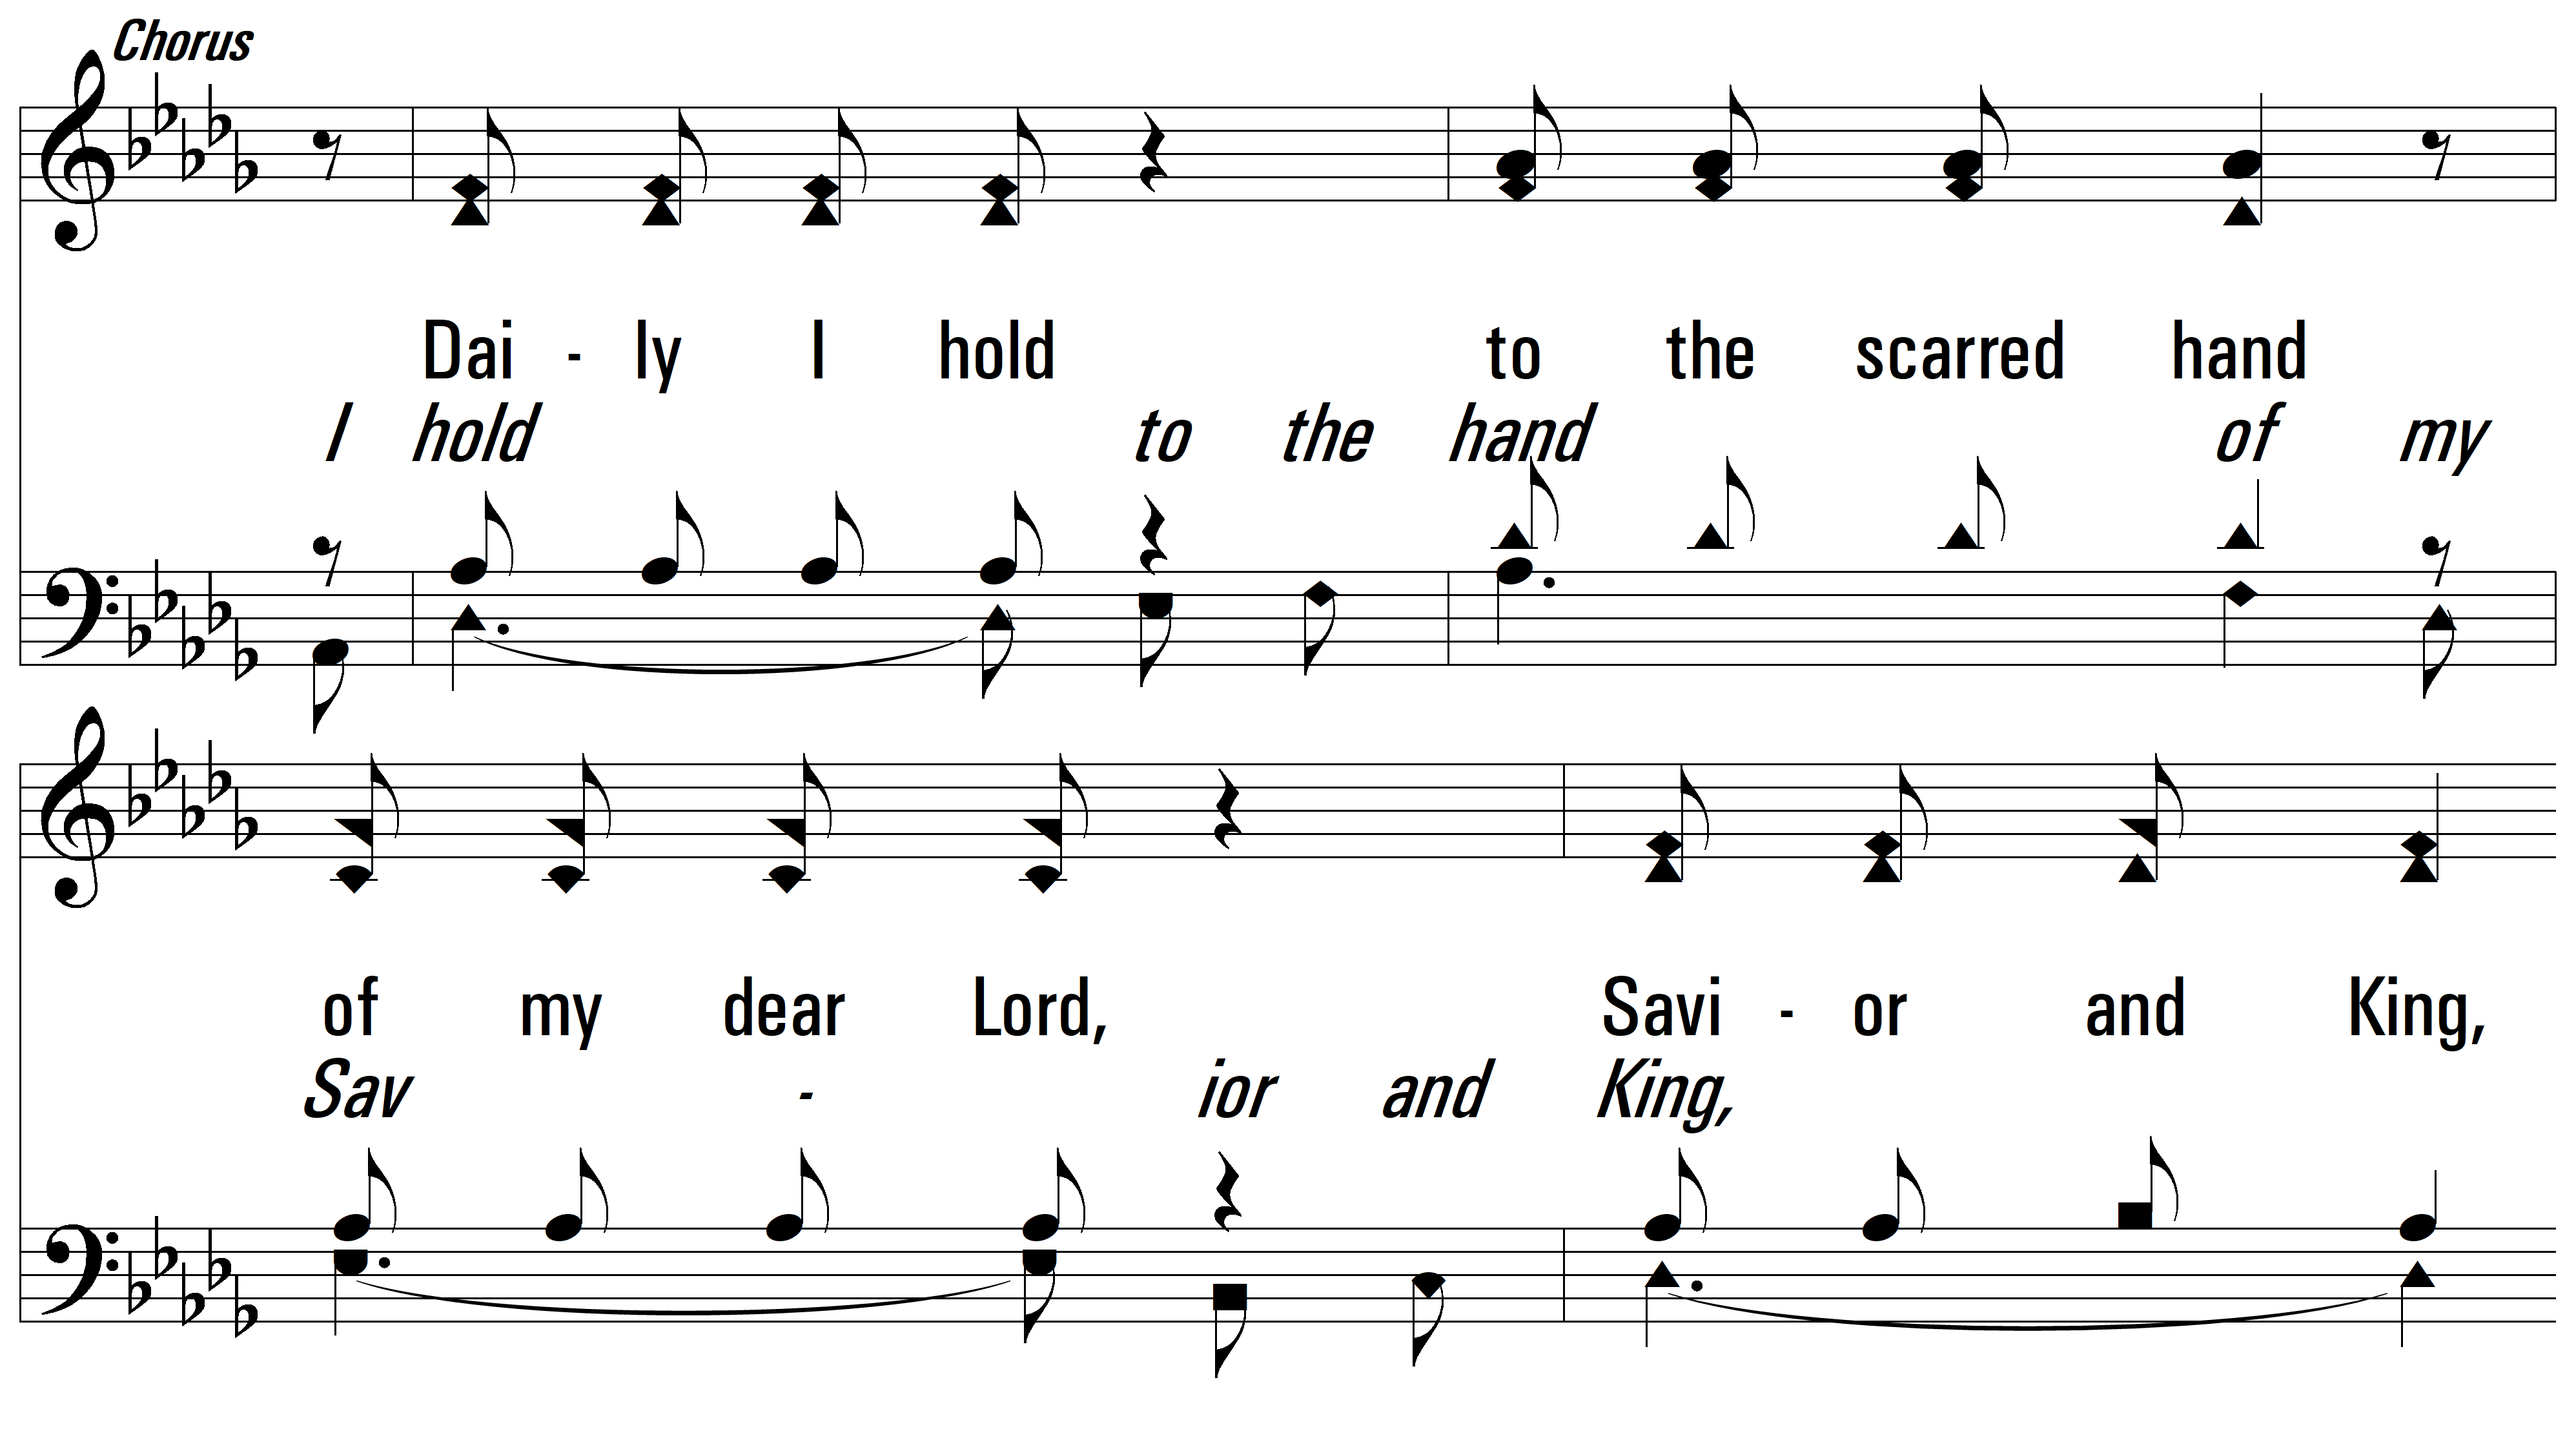 Chorus
Dai - ly I hold to the scarred hand
I hold to the hand of my
of my dear Lord, Savi - or and King,
Sav - ior and King,